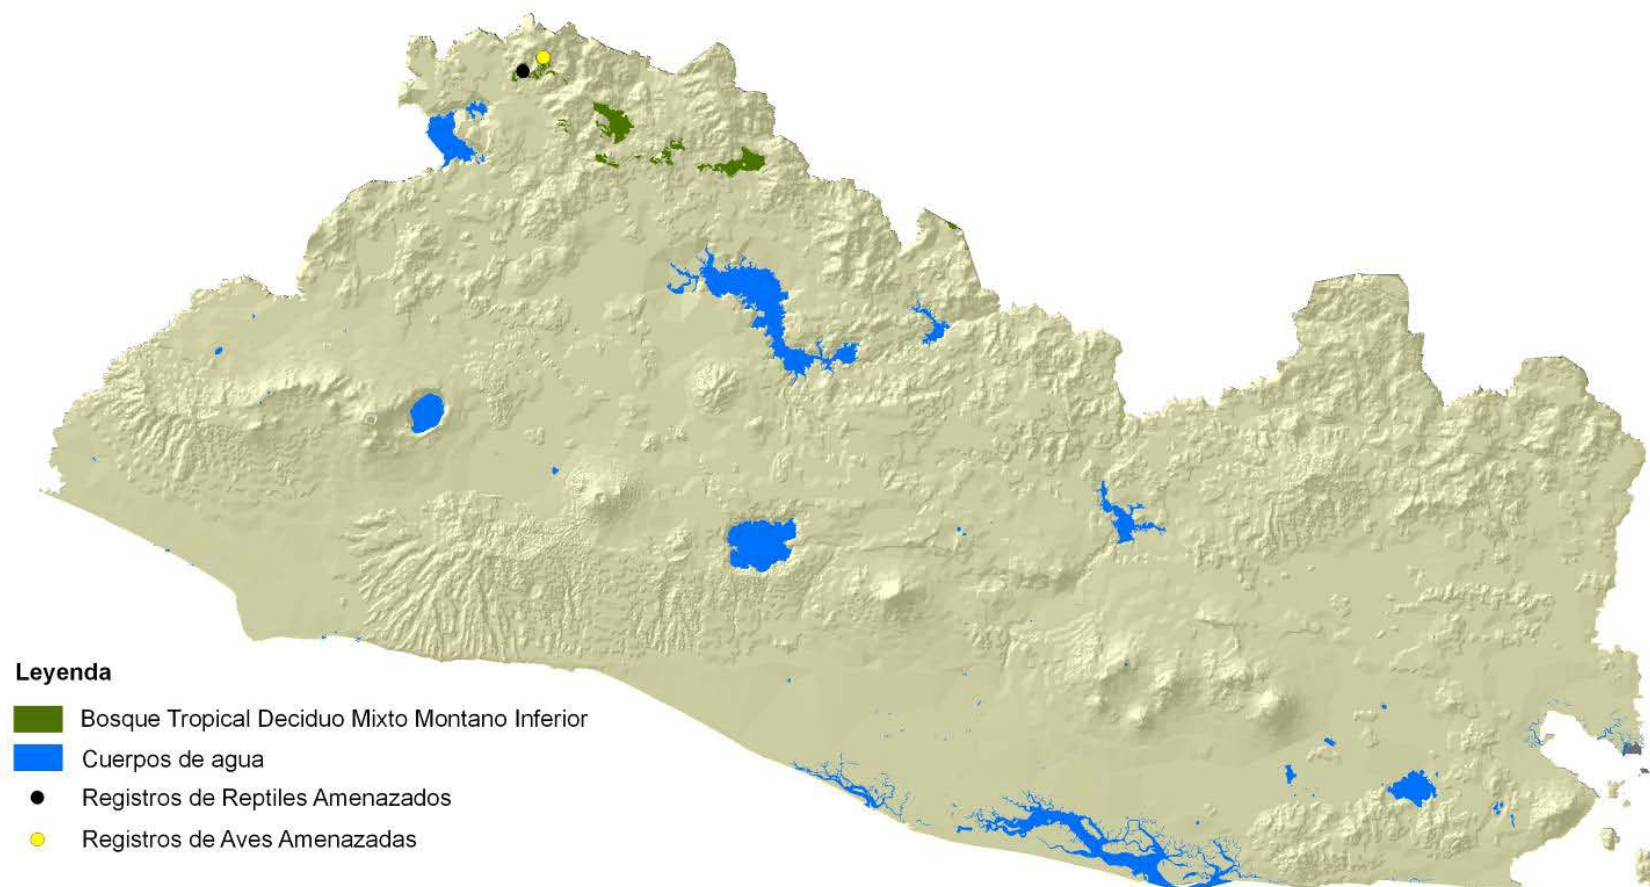 Leyenda
Bosque Tropical Deciduo Mixto Montano Inferior
Cuerpos de agua
Registros de Reptiles Amenazados
Registros de Aves Amenazadas